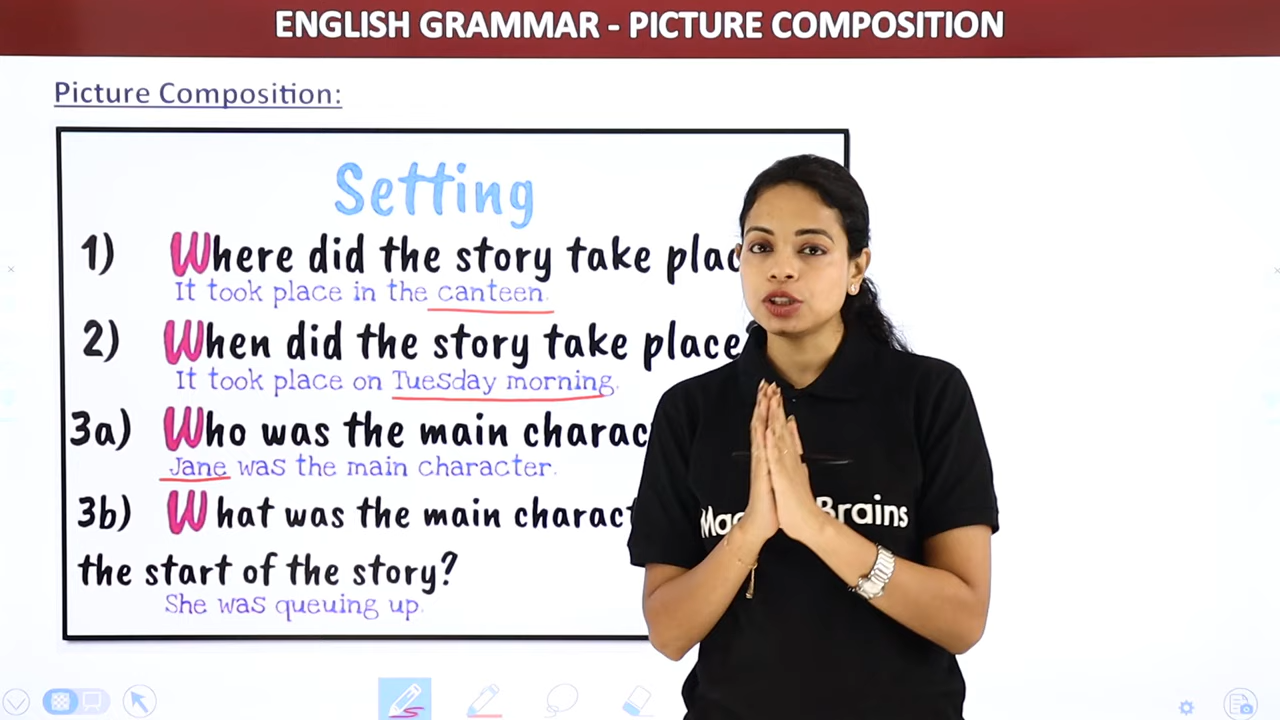 ENGLISH GRAMMAR - PICTURE COMPOSITION
Picture Composition:
Setting
1) Where did the story take
It took place in the canteen.
2) When did the story take place?
It took place on Tuesday morning.
3a) Who was the main
Jane was the main character.
3b) What was the main
the start of the story?
She was queuing up.
Brains